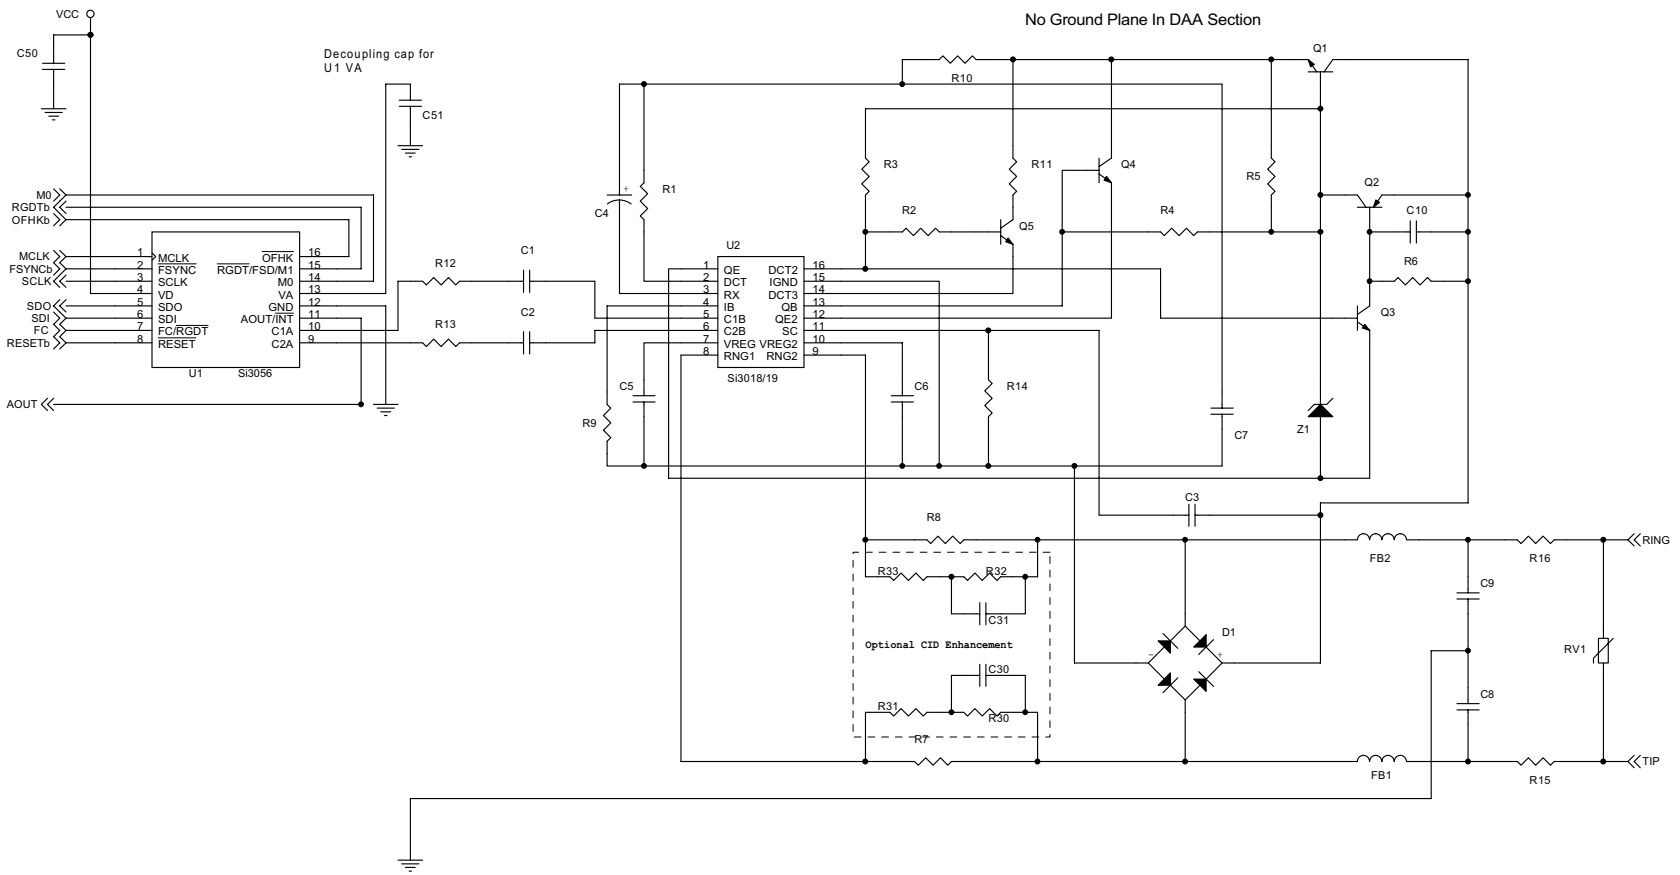 No Ground Plane In DAA Section
VCC
C50
Decoupling cap for
U1 VA
C51
M0
RGDTb
OFHKb
MCLK
FSYNCb
SCLK
SDO
SDI
FC
RESETb
AOUT
1 MCLK
2 FSYNC
3 SCLK
4 VD
5 SDO
6 SDI
7 FC/RGDT
8 RESET
OFHK 16
RGDT/FSD/M1 15
M0 14
VA 13
GND 12
AOUT/INT 11
C1A 10
C2A 9
U1
Si3056
R12
R13
C1
C2
C4
+
R1
R9
C5
U2
1 QE
2 DCT
3 RX
4 IB
5 C1B
6 C2B
7 VREG
8 RNG1
DCT2 16
IGND 15
DCT3 14
QB 13
QE2 12
SC 11
VREG2 10
RNG2 9
Si3018/19
R10
R3
R2
R11
Q5
Q4
R4
R5
Q1
Q2
C10
R6
Q3
C6
R14
C7
Z1
C3
R8
R33
R32
C31
Optional CID Enhancement
C30
R31
R30
R7
D1
-
+
FB2
FB1
C9
C8
R16
R15
RV1
RING
TIP